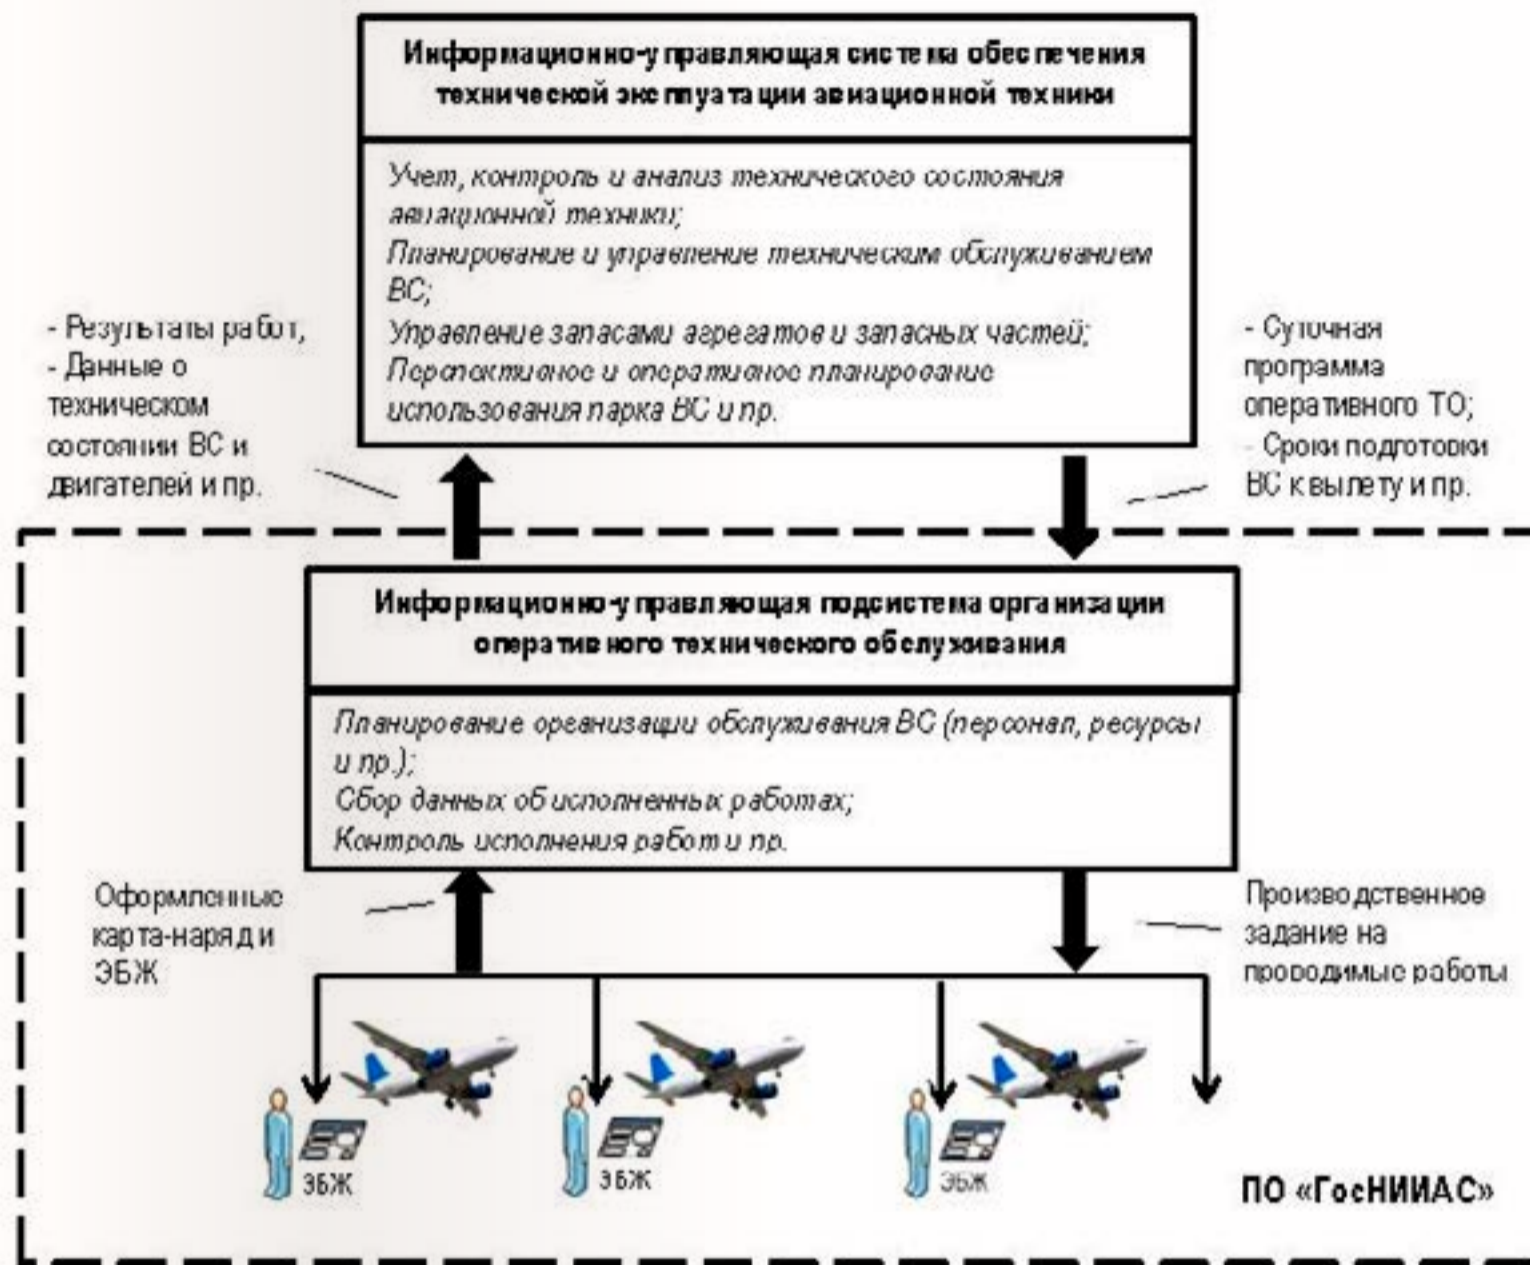 Информационно-управляющая система обеспечения
технической эксплуатации авиационной техники
Учет, контроль и анализ технического состояния
авиационной техники;
Планирование и управление техническим обслуживанием
ВС;
Управление запасами агрегатов и запасных частей;
Перспективное и оперативное планирование
использования парка ВС и пр.
- Результаты работ;
- Данные о
техническом
состоянии ВС и
двигателей и пр.
- Суточная
программа
оперативного ТО;
- Сроки подготовки
ВС к вылету и пр.
Информационно-управляющая подсистема организации
оперативного технического обслуживания
Планирование организации обслуживания ВС (персонал, ресурсы
и пр.);
Сбор данных об исполненных работах;
Контроль исполнения работ и пр.
Оформленные
карта-наряд и
ЭБЖ
Производственное
задание на
проводимые работы
ЭБЖ
ЭБЖ
ЭБЖ
ПО «ГосНИИАС»